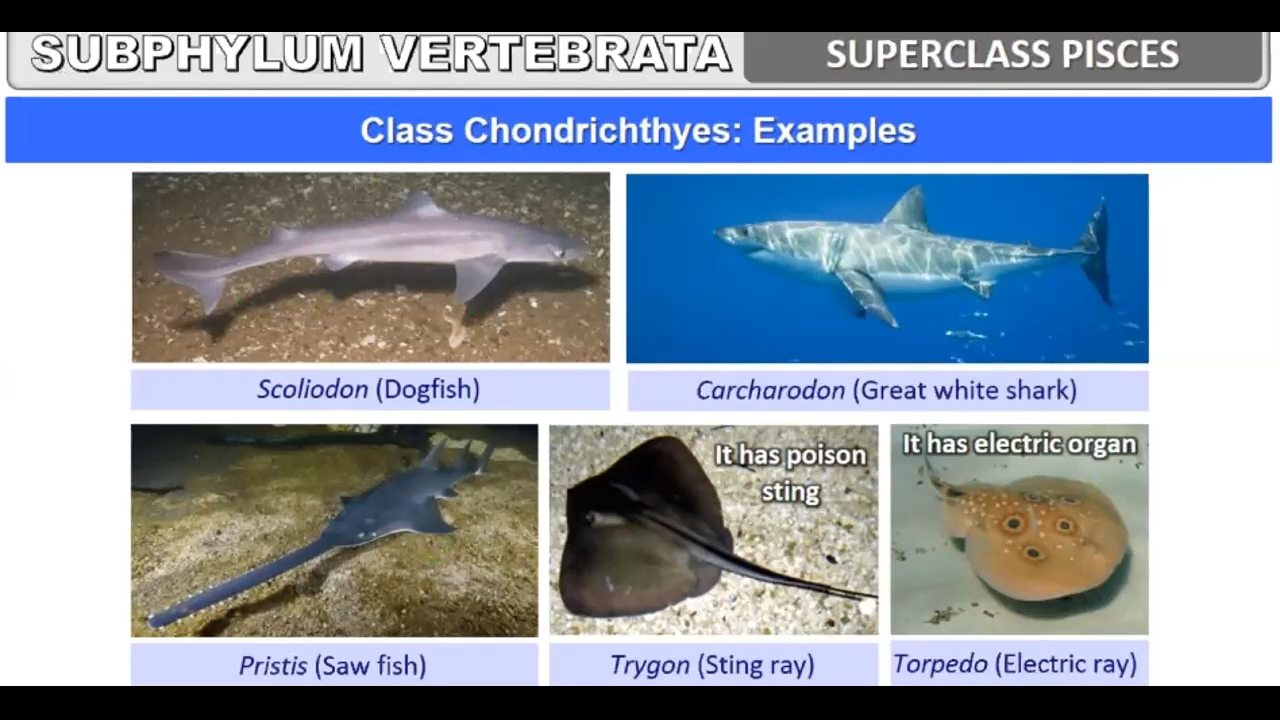 SUBPHYLUM VERTEBRATA
SUPERCLASS PISCES
Class Chondrichthyes: Examples
Scoliodon (Dogfish)
Carcharodon (Great white shark)
It has poison
sting
It has electric organ
Pristis (Saw fish)
Trygon (Sting ray)
Torpedo (Electric ray)